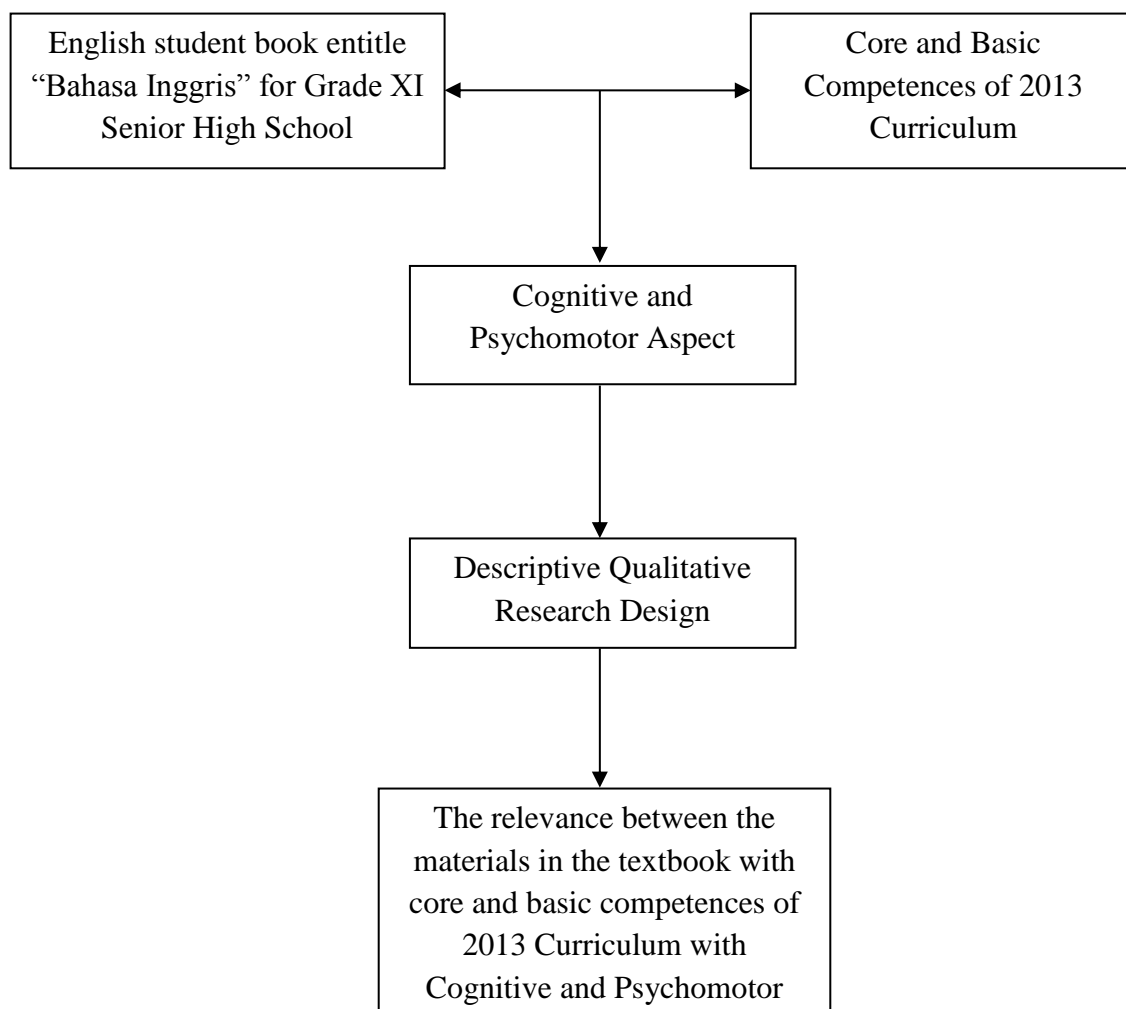 English student book entitle
“Bahasa Inggris” for Grade XI
Senior High School
Core and Basic
Competences of 2013
Curriculum
Cognitive and
Psychomotor Aspect
Descriptive Qualitative
Research Design
The relevance between the
materials in the textbook with
core and basic competences of
2013 Curriculum with
Cognitive and Psychomotor